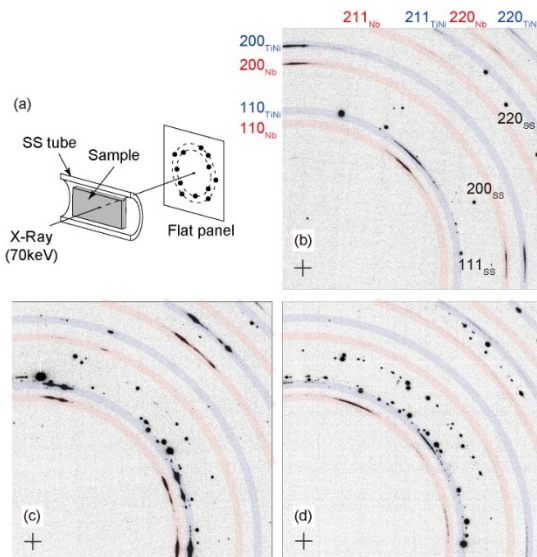 (a)
SS tube
Sample
X-Ray
(70keV)
Flat panel
211Nb 211TiNi 220Nb 220TiNi
200TiNi
200Nb
110TiNi
110Nb
220SS
200SS
111SS
(b)
(c)
(d)